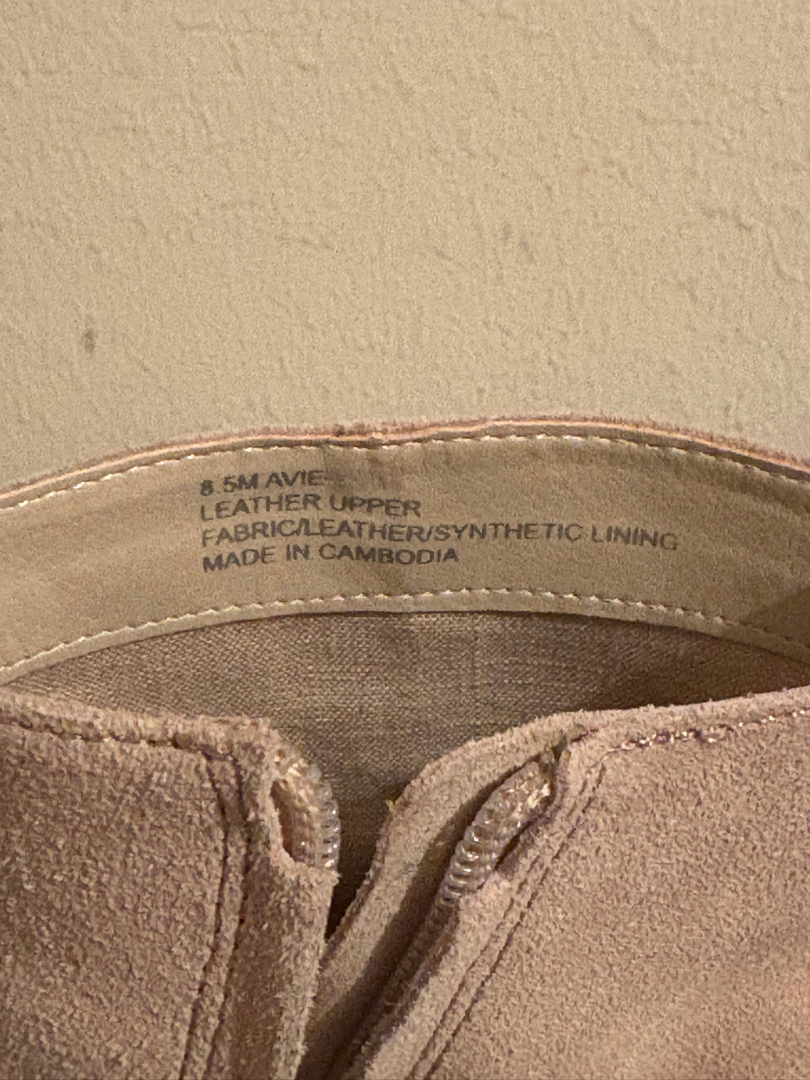 8.5M AVIE
LEATHER UPPER
FABRIC/LEATHER/SYNTHETIC LINING
MADE IN CAMBODIA